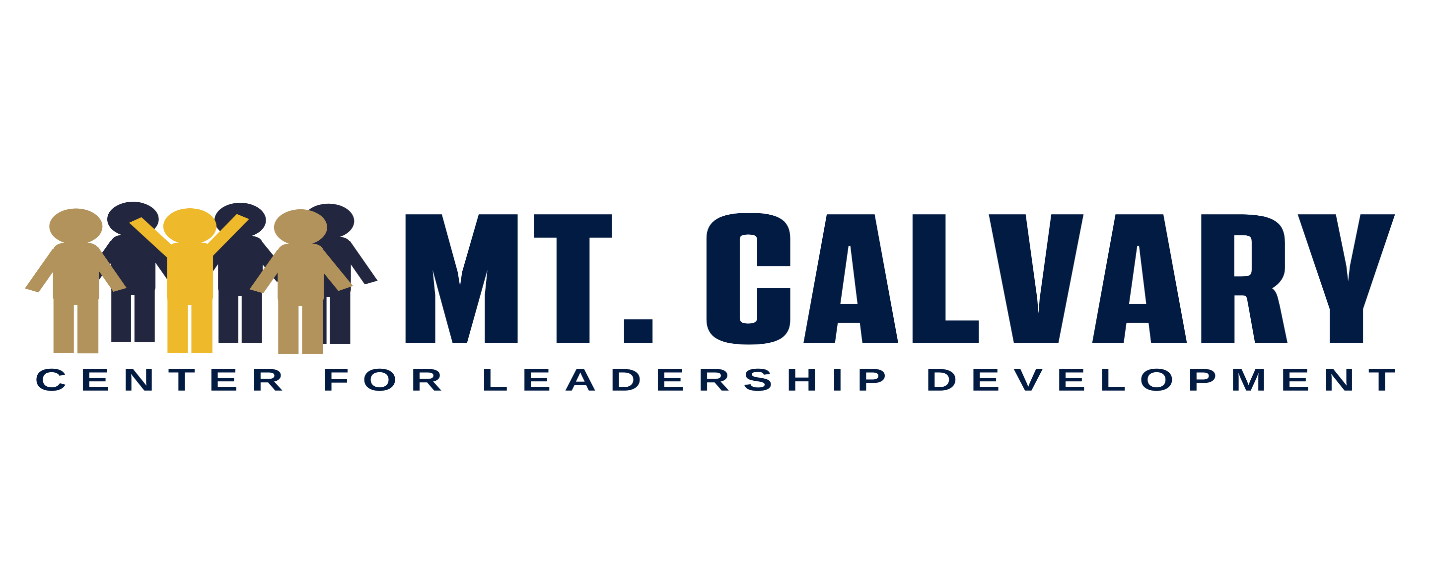 MT. CALVARY
CENTER FOR LEADERSHIP DEVELOPMENT